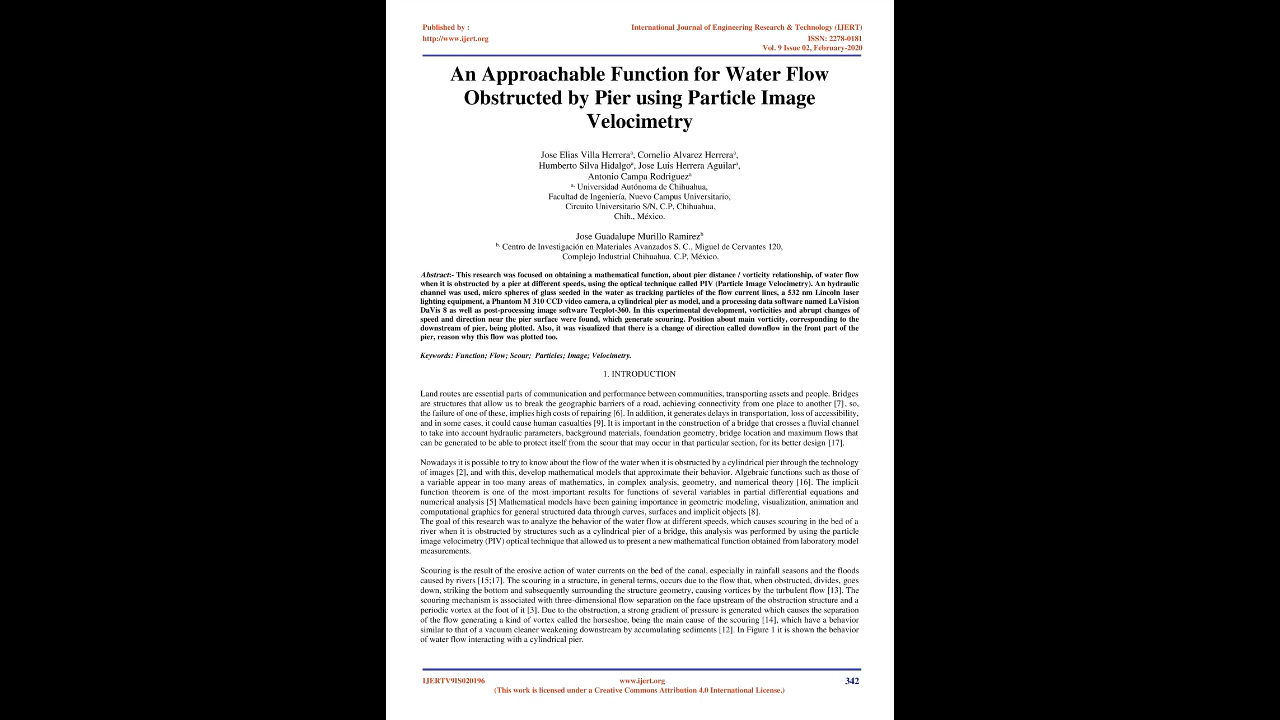 Published by :
International Journal of Engineering Research & Technology (IJERT)
http://www.ijert.org
ISSN: 2278-0181
Vol. 9 Issue 02, February-2020
An Approachable Function for Water Flow
Obstructed by Pier using Particle Image
Velocimetry
Jose Elias Villa Herreraᵃ, Cornelio Alvarez Herreraᵃ,
Humberto Silva Hidalgoᵃ, Jose Luis Herrera Aguilarᵃ,
Antonio Campa Rodriguezᵃ
ᵃ· Universidad Autónoma de Chihuahua,
Facultad de Ingeniería, Nuevo Campus Universitario,
Circuito Universitario S/N, C.P, Chihuahua,
Chih., México.
Jose Guadalupe Murillo Ramirezᵇ
ᵇ· Centro de Investigación en Materiales Avanzados S. C., Miguel de Cervantes 120,
Complejo Industrial Chihuahua. C.P, México.
Abstract:- This research was focused on obtaining a mathematical function, about pier distance / vorticity relationship, of water flow
when it is obstructed by a pier at different speeds, using the optical technique called PIV (Particle Image Velocimetry). An hydraulic
channel was used, micro spheres of glass seeded in the water as tracking particles of the flow current lines, a 532 nm Lincoln laser
lighting equipment, a Phantom M 310 CCD video camera, a cylindrical pier as model, and a processing data software named LaVision
DaVis 8 as well as post-processing image software Tecplot-360. In this experimental development, vorticities and abrupt changes of
speed and direction near the pier surface were found, which generate scouring. Position about main vorticity, corresponding to the
downstream of pier, being plotted. Also, it was visualized that there is a change of direction called downflow in the front part of the
pier, reason why this flow was plotted too.
Keywords: Function; Flow; Scour; Particles; Image; Velocimetry.
1. INTRODUCTION
Land routes are essential parts of communication and performance between communities, transporting assets and people. Bridges
are structures that allow us to break the geographic barriers of a road, achieving connectivity from one place to another [7], so,
the failure of one of these, implies high costs of repairing [6]. In addition, it generates delays in transportation, loss of accessibility,
and in some cases, it could cause human casualties [9]. It is important in the construction of a bridge that crosses a fluvial channel
to take into account hydraulic parameters, background materials, foundation geometry, bridge location and maximum flows that
can be generated to be able to protect itself from the scour that may occur in that particular section, for its better design [17].
Nowadays it is possible to try to know about the flow of the water when it is obstructed by a cylindrical pier through the technology
of images [2], and with this, develop mathematical models that approximate their behavior. Algebraic functions such as those of
a variable appear in too many areas of mathematics, in complex analysis, geometry, and numerical theory [16]. The implicit
function theorem is one of the most important results for functions of several variables in partial differential equations and
numerical analysis [5] Mathematical models have been gaining importance in geometric modeling, visualization, animation and
computational graphics for general structured data through curves, surfaces and implicit objects [8].
The goal of this research was to analyze the behavior of the water flow at different speeds, which causes scouring in the bed of a
river when it is obstructed by structures such as a cylindrical pier of a bridge, this analysis was performed by using the particle
image velocimetry (PIV) optical technique that allowed us to present a new mathematical function obtained from laboratory model
measurements.
Scouring is the result of the erosive action of water currents on the bed of the canal, especially in rainfall seasons and the floods
caused by rivers [15;17]. The scouring in a structure, in general terms, occurs due to the flow that, when obstructed, divides, goes
down, striking the bottom and subsequently surrounding the structure geometry, causing vortices by the turbulent flow [13]. The
scouring mechanism is associated with three-dimensional flow separation on the face upstream of the obstruction structure and a
periodic vortex at the foot of it [3]. Due to the obstruction, a strong gradient of pressure is generated which causes the separation
of the flow generating a kind of vortex called the horseshoe, being the main cause of the scouring [14], which have a behavior
similar to that of a vacuum cleaner weakening downstream by accumulating sediments [12]. In Figure 1 it is shown the behavior
of water flow interacting with a cylindrical pier.
IJERTV9IS020196
www.ijert.org
342
(This work is licensed under a Creative Commons Attribution 4.0 International License.)